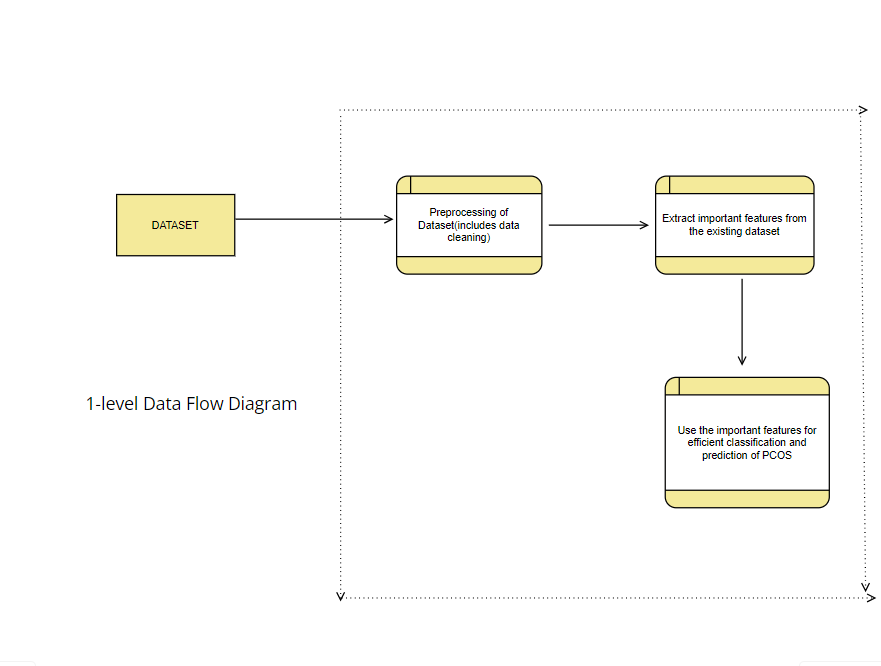 DATASET
Preprocessing of
Dataset(includes data
cleaning)
Extract important features from
the existing dataset
1-level Data Flow Diagram
Use the important features for
efficient classification and
prediction of PCOS